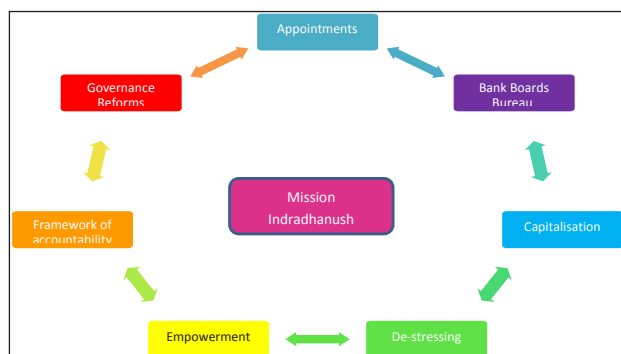 Appointments
Governance
Reforms
Bank Boards
Bureau
Mission
Indradhanush
Framework of
accountability
Capitalisation
Empowerment
De-stressing